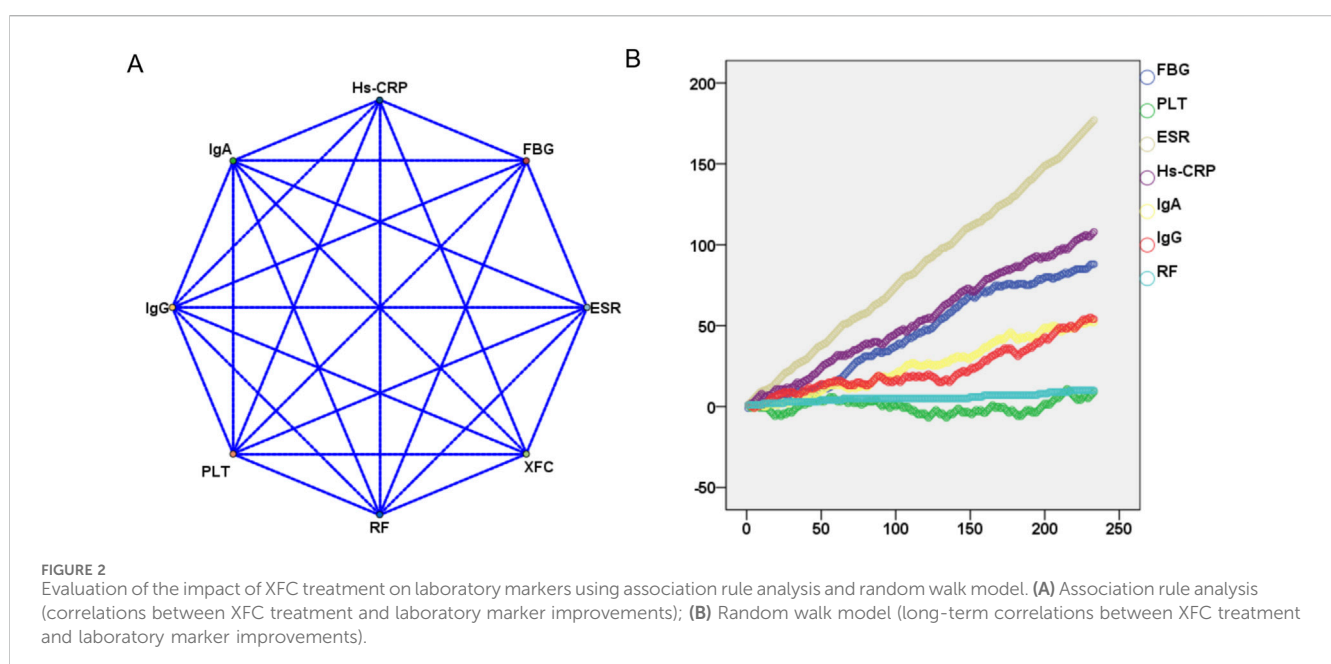 A
Hs-CRP
IgA
FBG
IgG
ESR
PLT
XFC
RF
B
200
150
100
50
0
-50
0 50 100 150 200 250
FBG
PLT
ESR
Hs-CRP
IgA
IgG
RF
FIGURE 2
Evaluation of the impact of XFC treatment on laboratory markers using association rule analysis and random walk model. (A) Association rule analysis
(correlations between XFC treatment and laboratory marker improvements); (B) Random walk model (long-term correlations between XFC treatment
and laboratory marker improvements).